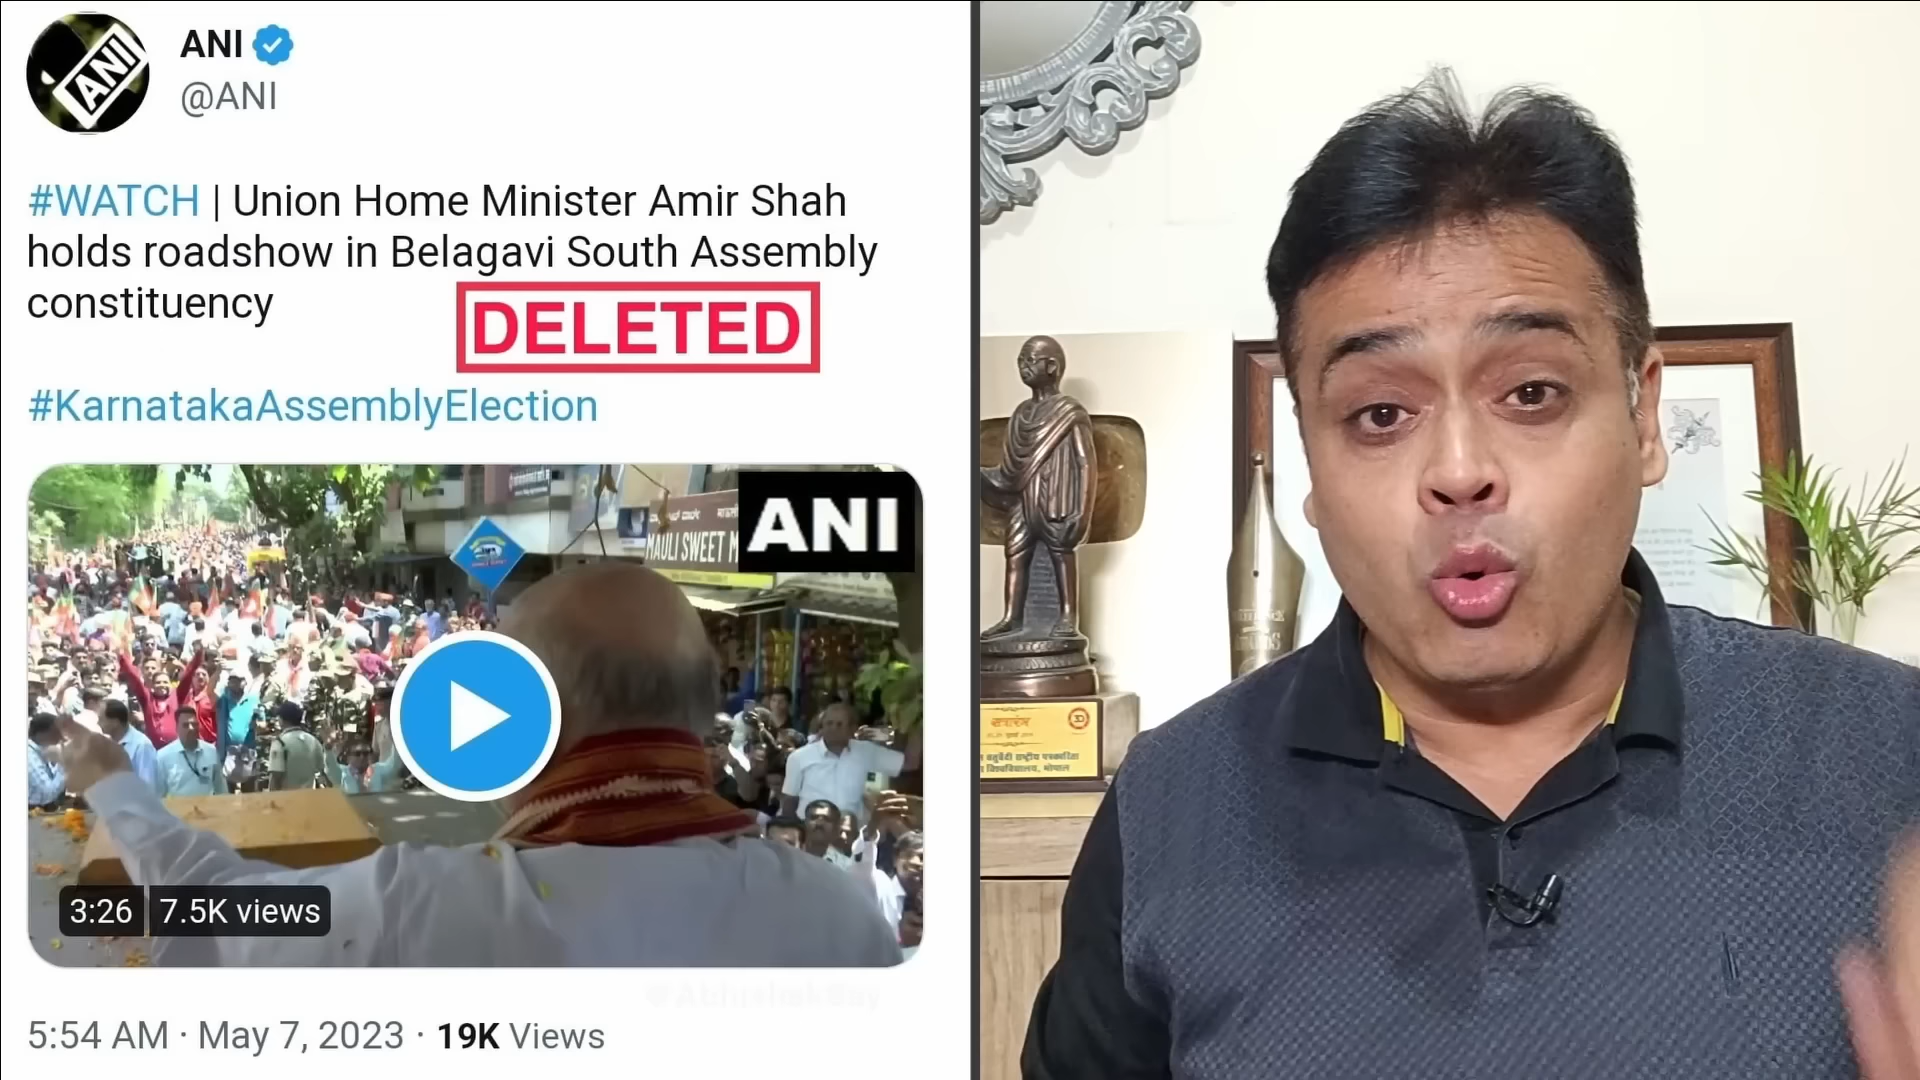 ANI
ANI
@ANI
#WATCH | Union Home Minister Amir Shah
holds roadshow in Belagavi South Assembly
constituency
DELETED
#KarnatakaAssemblyElection
ANI
MAULI SWEET M
3:26 7.5K views
5:54 AM · May 7, 2023 · 19K Views